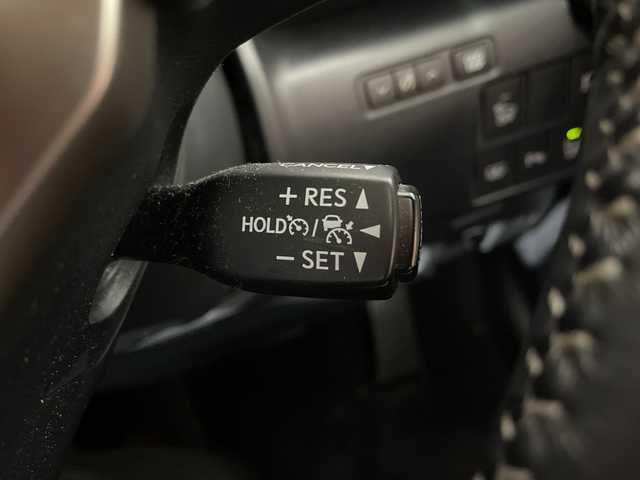 CANCEL
+ RES ▲
HOLD / ◀
− SET ▼